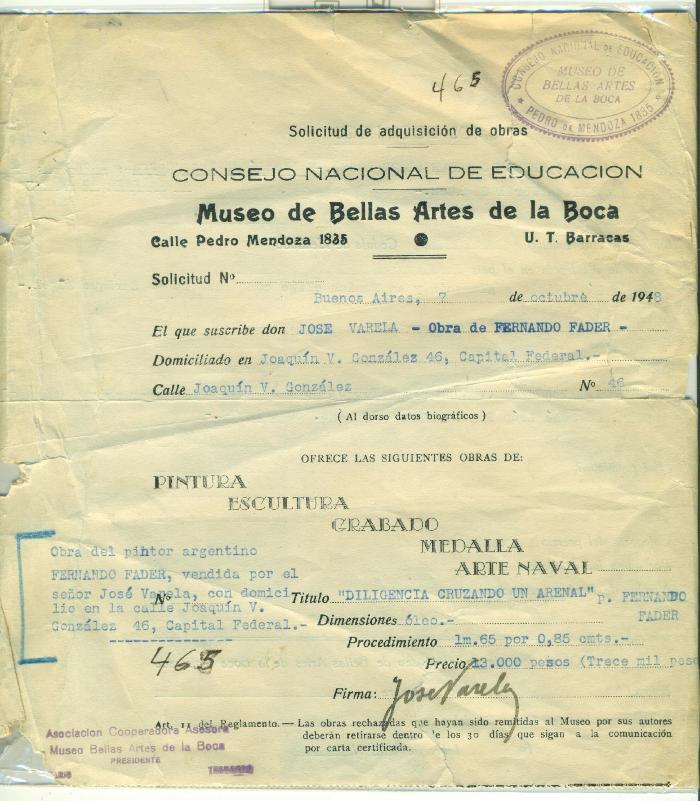 465
CONSEJO NACIONAL DE EDUCACION
MUSEO DE
BELLAS ARTES
DE LA BOCA
PEDRO DE MENDOZA 1835
Solicitud de adquisición de obras
CONSEJO NACIONAL DE EDUCACION
Museo de Bellas Artes de la Boca
Calle Pedro Mendoza 1835 U. T. Barracas
Solicitud Nº
Buenos Aires, 7 de octubre de 1948
El que suscribe don JOSE VARELA - Obra de FERNANDO FADER -
Domiciliado en Joaquín V. González 46, Capital Federal.-
Calle Joaquín V. González Nº 46
( Al dorso datos biográficos )
OFRECE LAS SIGUIENTES OBRAS DE:
PINTURA
ESCULTURA
GRABADO
MEDALLA
ARTE NAVAL
Obra del pintor argentino
FERNANDO FADER, vendida por el
señor José Varela, con domici
lio en la calle Joaquín V.
González 46, Capital Federal.-
Nº Titulo "DILIGENCIA CRUZANDO UN ARENAL" p. FERNANDO
FADER
Dimensiones óleo.-
Procedimiento 1m.65 por 0,85 cmts.-
465
Precio 13.000 pesos (Trece mil peso
Firma: Jose Varela
Art. 11 del Reglamento.— Las obras rechazadas que hayan sido remitidas al Museo por sus autores
deberán retirarse dentro de los 30 días que sigan a la comunicación
por carta certificada.
Asociacion Cooperadora Asesora
Museo Bellas Artes de la Boca
PRESIDENTE